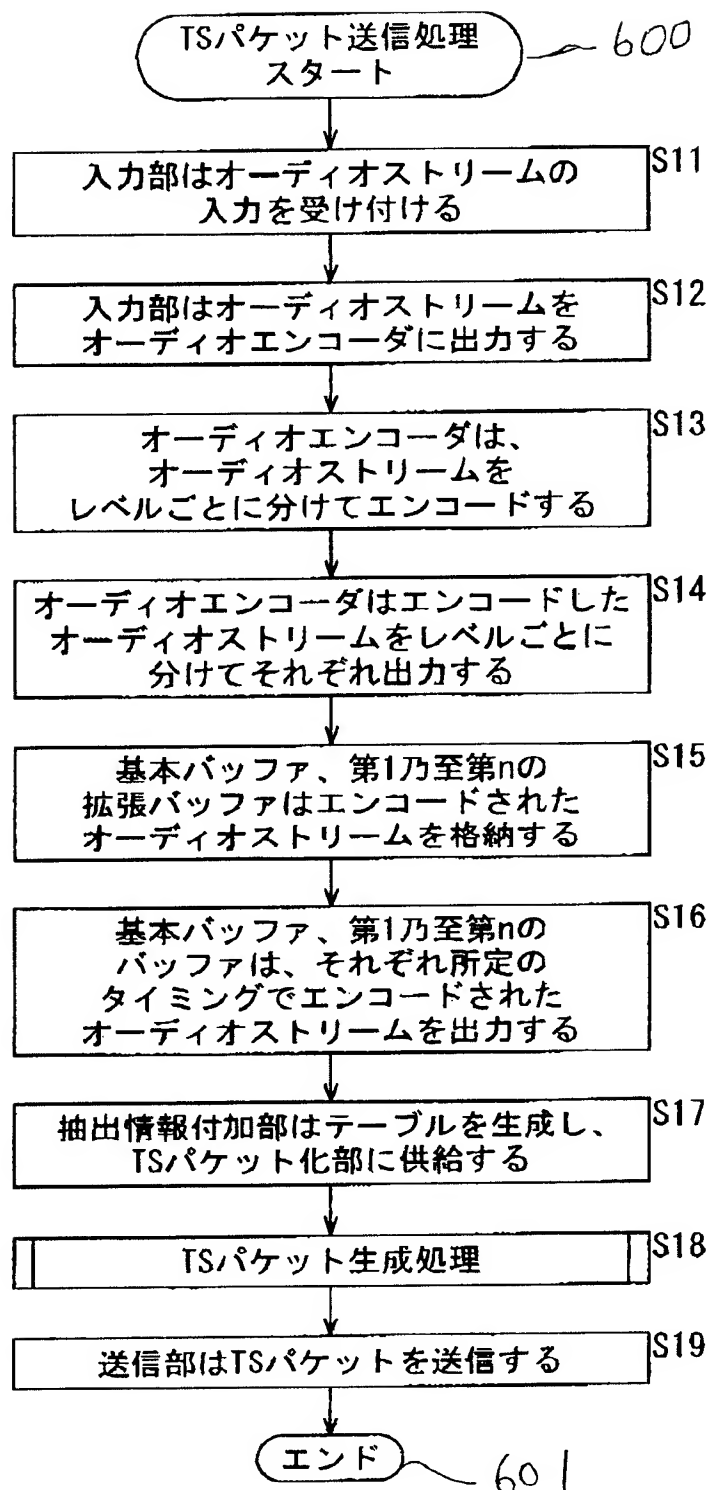 TSパケット送信処理
スタート
600
S11
入力部はオーディオストリームの
入力を受け付ける
S12
入力部はオーディオストリームを
オーディオエンコーダに出力する
S13
オーディオエンコーダは、
オーディオストリームを
レベルごとに分けてエンコードする
S14
オーディオエンコーダはエンコードした
オーディオストリームをレベルごとに
分けてそれぞれ出力する
S15
基本バッファ、第1乃至第nの
拡張バッファはエンコードされた
オーディオストリームを格納する
S16
基本バッファ、第1乃至第nの
バッファは、それぞれ所定の
タイミングでエンコードされた
オーディオストリームを出力する
S17
抽出情報付加部はテーブルを生成し、
TSパケット化部に供給する
S18
TSパケット生成処理
S19
送信部はTSパケットを送信する
エンド
601